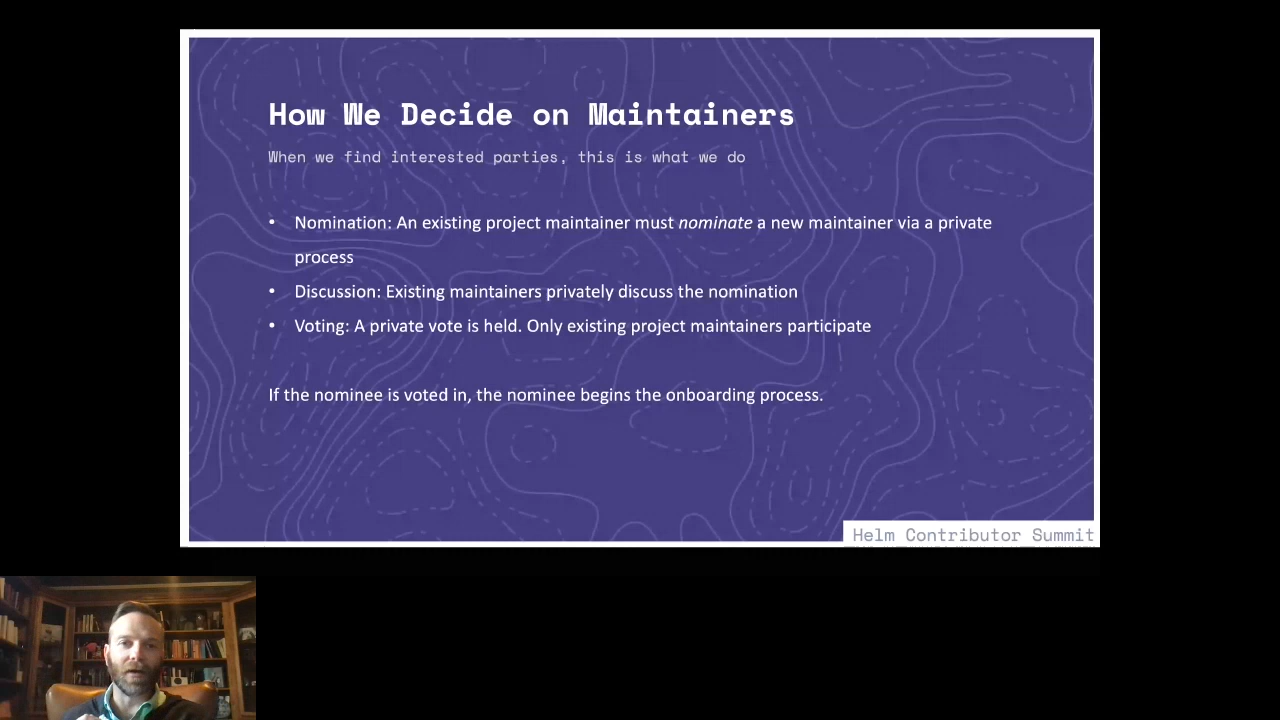 How We Decide on Maintainers
When we find interested parties, this is what we do
• Nomination: An existing project maintainer must nominate a new maintainer via a private
process
• Discussion: Existing maintainers privately discuss the nomination
• Voting: A private vote is held. Only existing project maintainers participate
If the nominee is voted in, the nominee begins the onboarding process.
Helm Contributor Summit